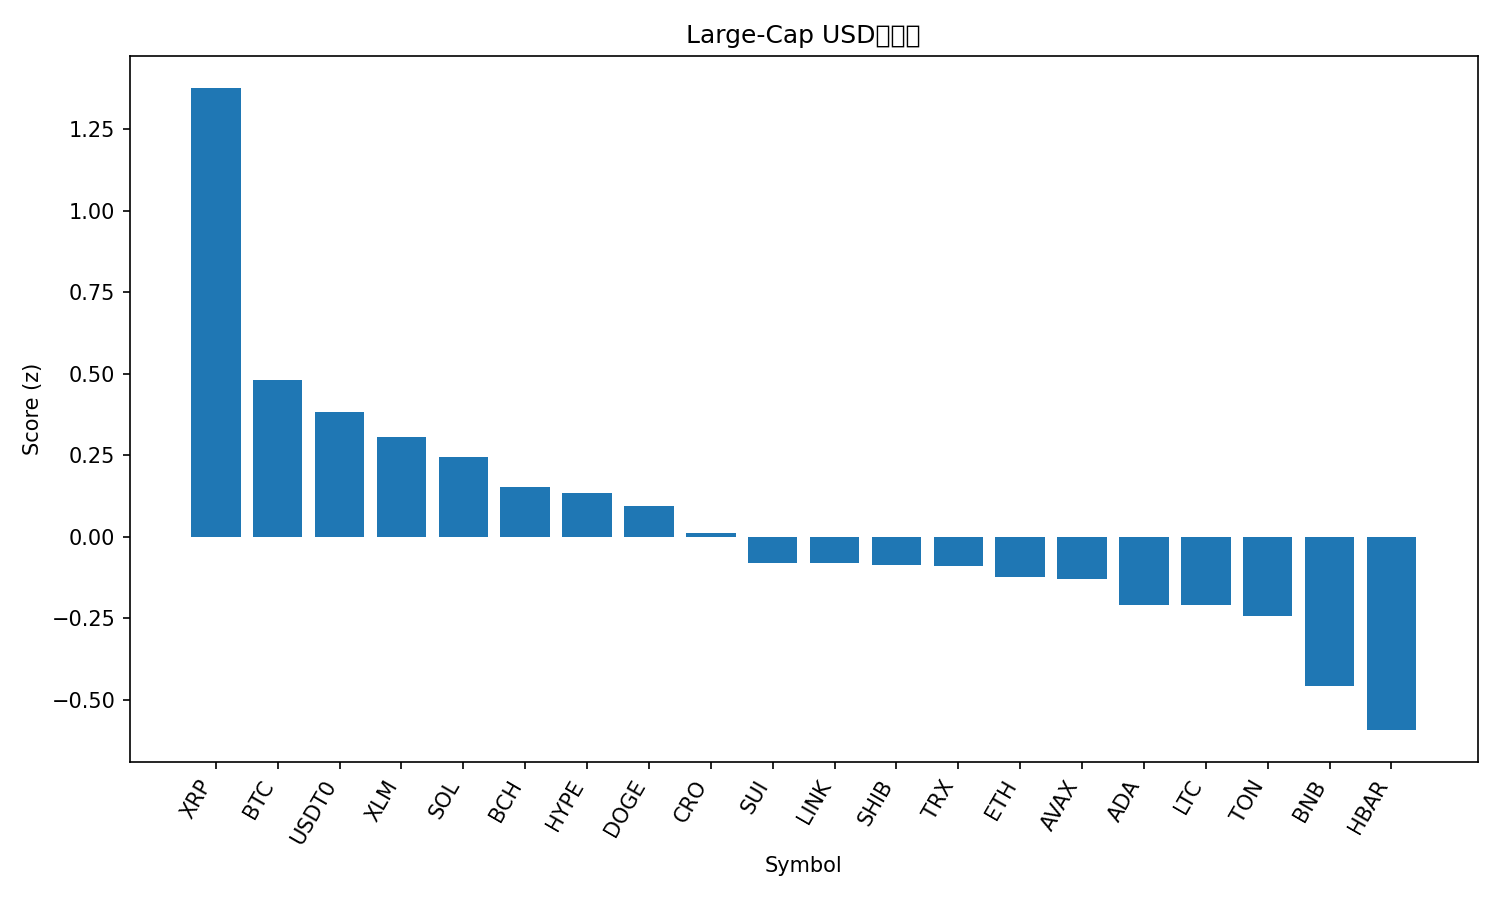 Large-Cap USD
Score (z)
1.25
1.00
0.75
0.50
0.25
0.00
−0.25
−0.50
XRP
BTC
USDT0
XLM
SOL
BCH
HYPE
DOGE
CRO
SUI
LINK
SHIB
TRX
ETH
AVAX
ADA
LTC
TON
BNB
HBAR
Symbol